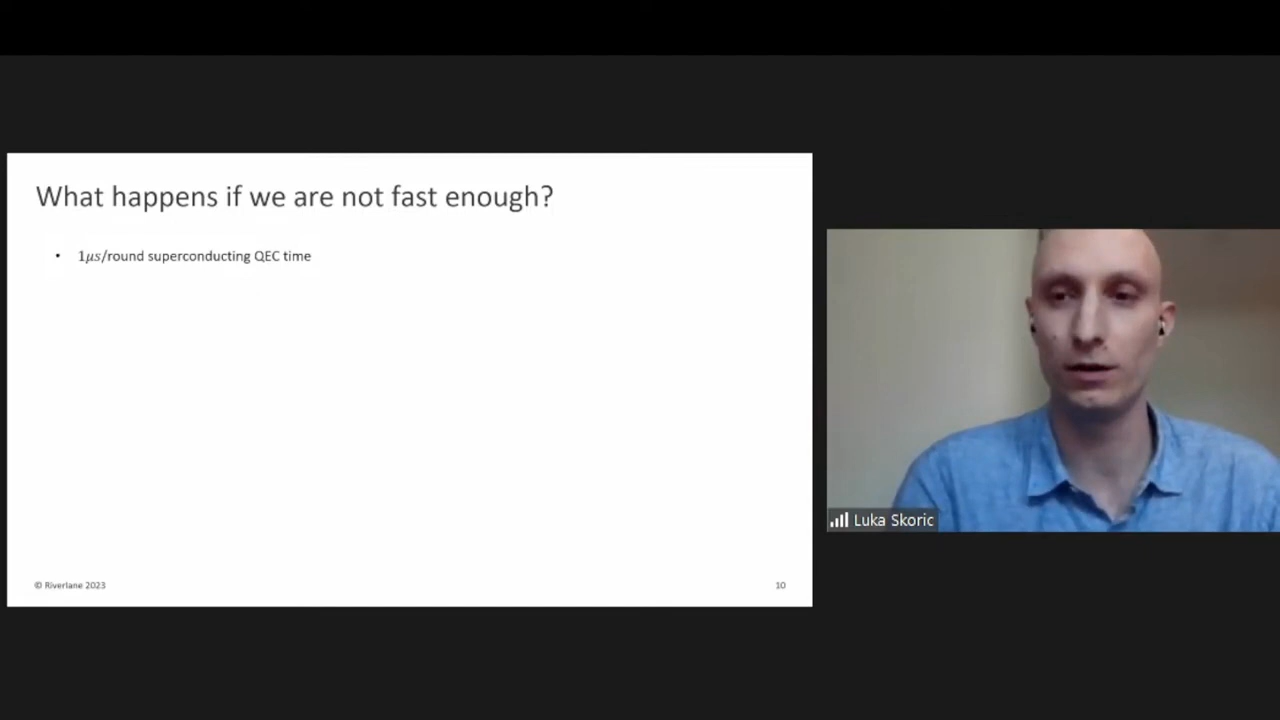 What happens if we are not fast enough?
• 1μs/round superconducting QEC time
© Riverlane 2023
10
Luka Skoric